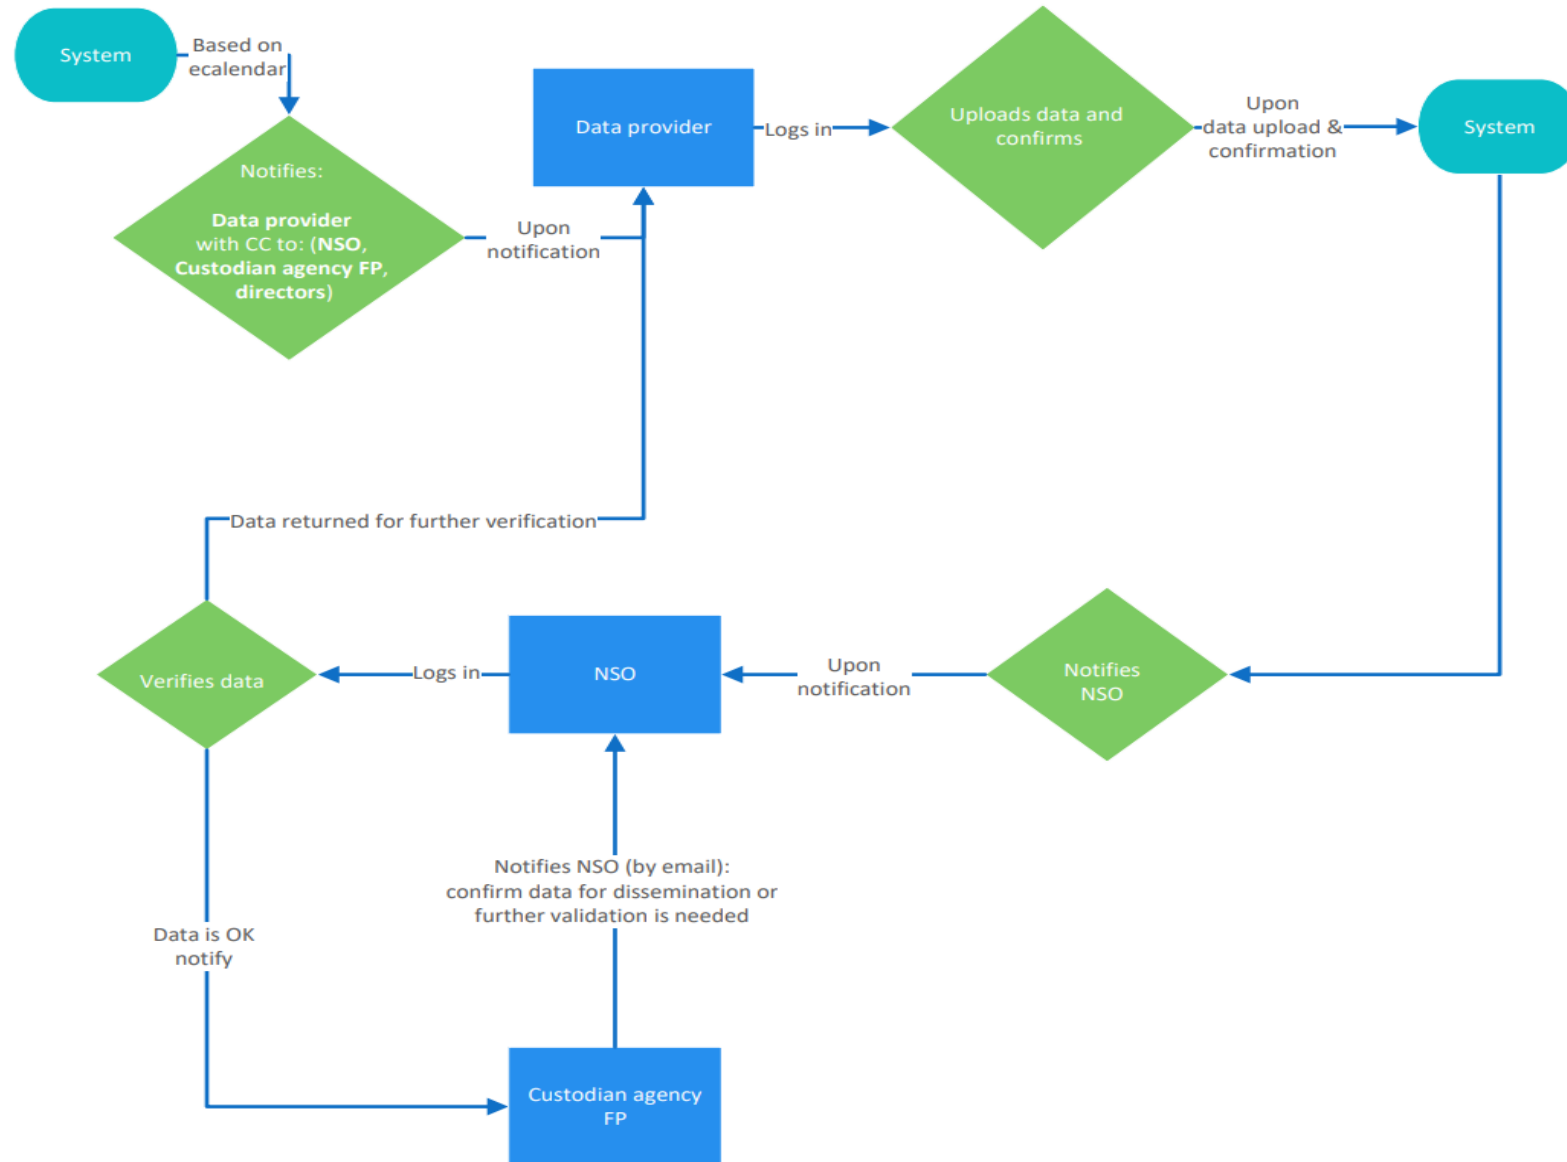 System
Based on
ecalendar
Notifies:
Data provider
with CC to: (NSO,
Custodian agency FP,
directors)
Upon
notification
Data provider
Logs in
Uploads data and
confirms
Upon
data upload &
confirmation
System
Data returned for further verification
Verifies data
Logs in
NSO
Upon
notification
Notifies
NSO
Notifies NSO (by email):
confirm data for dissemination or
further validation is needed
Data is OK
notify
Custodian agency
FP